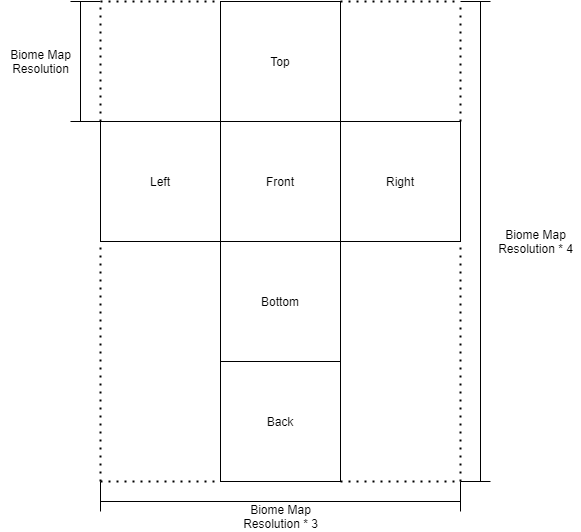 Biome Map
Resolution
Top
Left
Front
Right
Biome Map
Resolution * 4
Bottom
Back
Biome Map
Resolution * 3